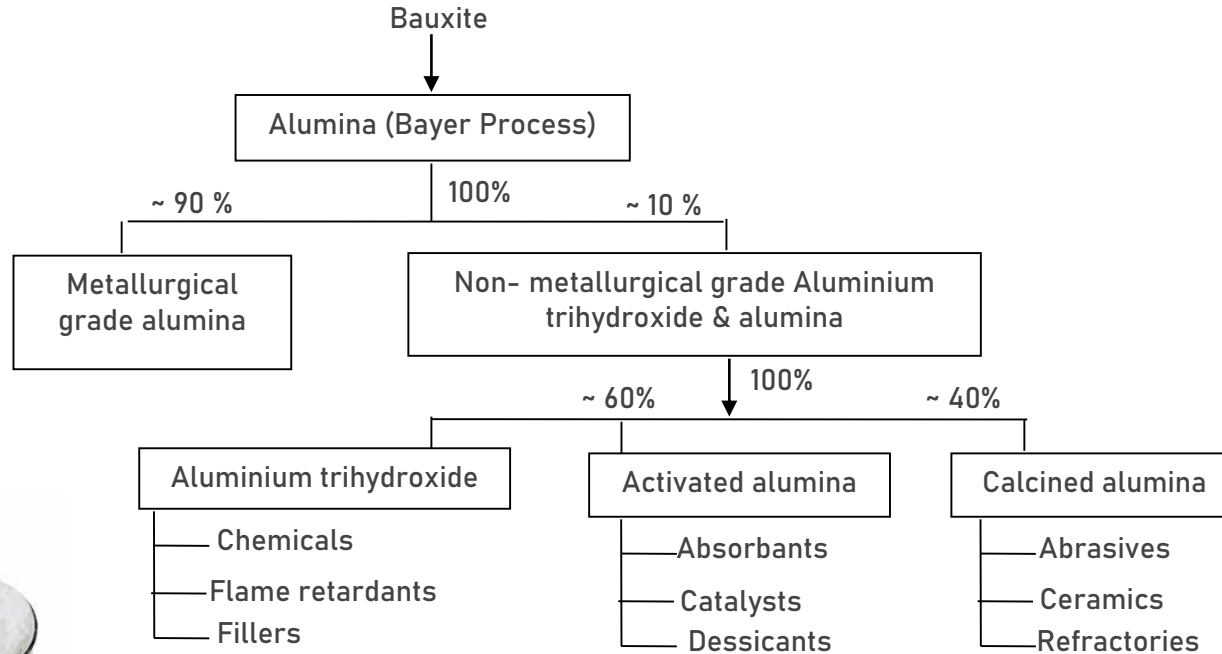 Bauxite
Alumina (Bayer Process)
100%
~ 90 %
~ 10 %
Metallurgical
grade alumina
Non- metallurgical grade Aluminium
trihydroxide & alumina
100%
~ 60%
~ 40%
Aluminium trihydroxide
Activated alumina
Calcined alumina
Chemicals
Flame retardants
Fillers
Absorbants
Catalysts
Dessicants
Abrasives
Ceramics
Refractories